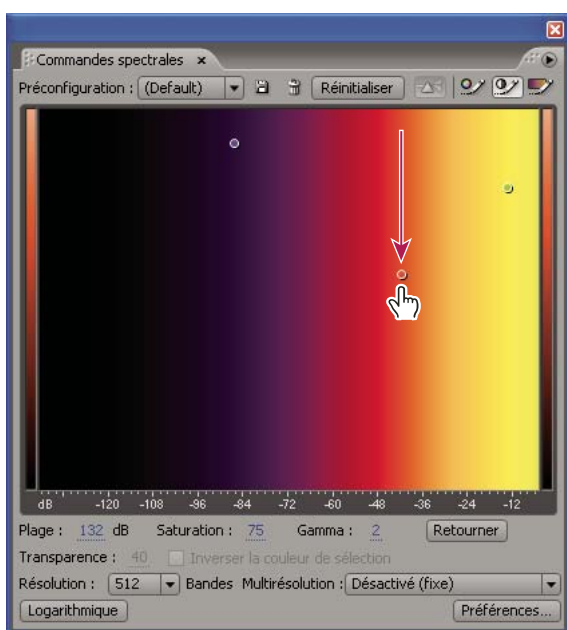 Commandes spectrales ×
Préconfiguration : (Default) Réinitialiser
dB -120 -108 -96 -84 -72 -60 -48 -36 -24 -12
Plage : 132 dB Saturation : 75 Gamma : 2 Retourner
Transparence : 40 Inverser la couleur de sélection
Résolution : 512 Bandes Multirésolution : Désactivé (fixe)
Logarithmique Préférences...